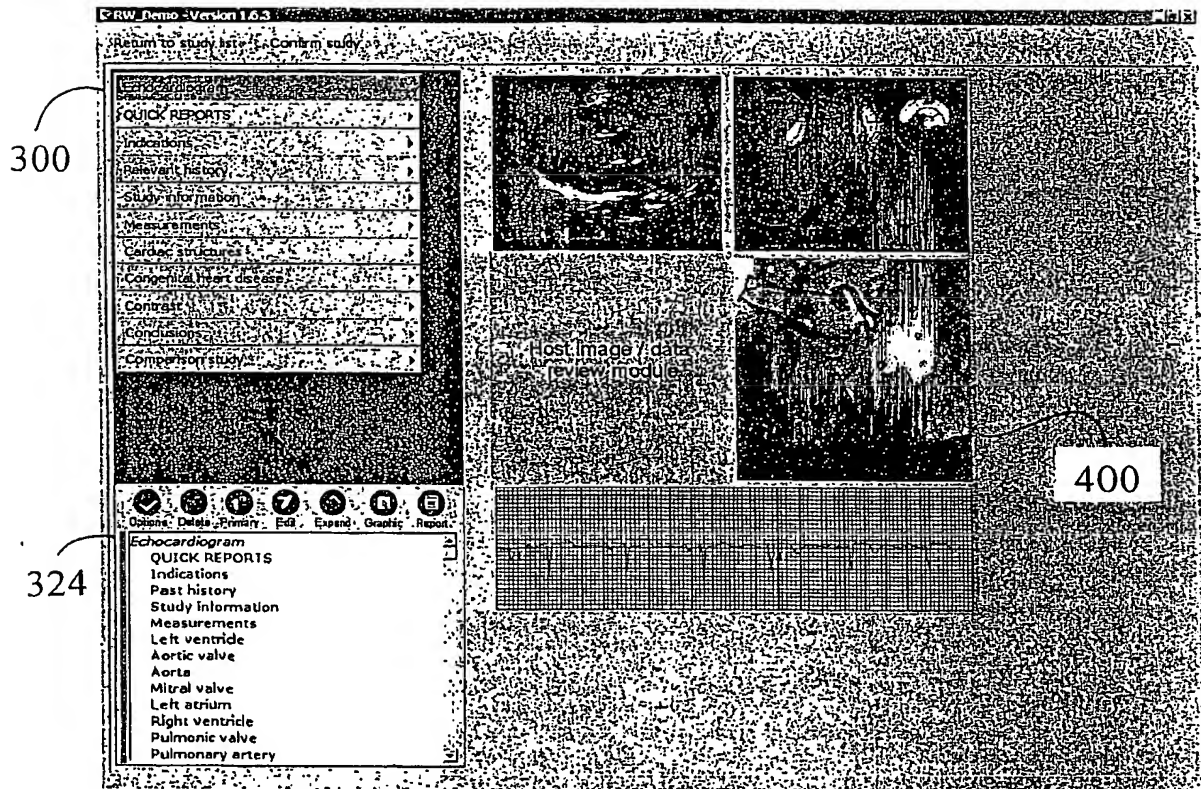 RW_Demo - Version 1.6.3
Return to study list Confirm study
Echocardiogram
QUICK REPORTS
Indications
Relevant history
Study information
Measurements
Cardiac structures
Congenital heart disease
Contrast
Conclusions
Comparison study
300
Host image / data
review module
400
Options Delete Primary Edit Expand Graphic Report
324
Echocardiogram
QUICK REPORTS
Indications
Past history
Study information
Measurements
Left ventricle
Aortic valve
Aorta
Mitral valve
Left atrium
Right ventricle
Pulmonic valve
Pulmonary artery